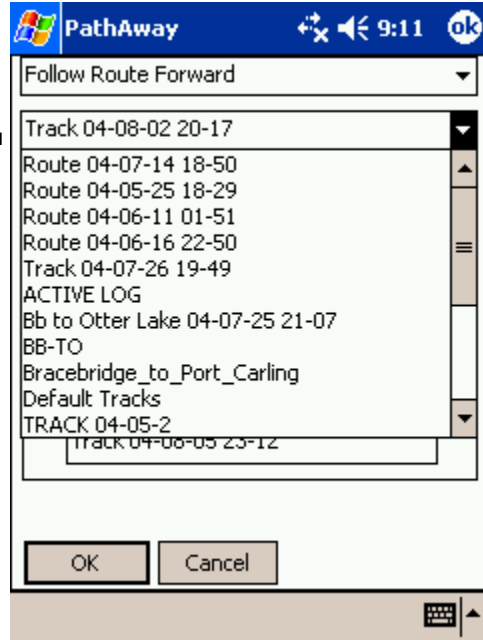 PathAway 9:11 ok
Follow Route Forward
Track 04-08-02 20-17
Route 04-07-14 18-50
Route 04-05-25 18-29
Route 04-06-11 01-51
Route 04-06-16 22-50
Track 04-07-26 19-49
ACTIVE LOG
Bb to Otter Lake 04-07-25 21-07
BB-TO
Bracebridge_to_Port_Carling
Default Tracks
TRACK 04-05-2
Track 04-08-05 23-12
OK Cancel